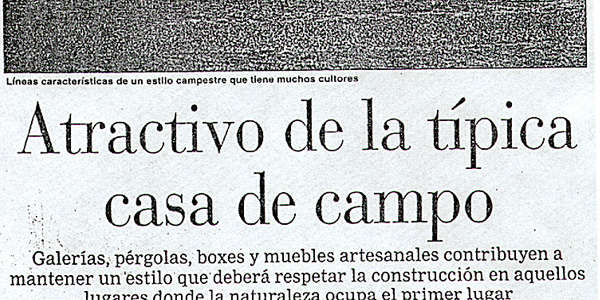 Líneas características de un estilo campestre que tiene muchos cultores
Atractivo de la típica
casa de campo
Galerías, pérgolas, boxes y muebles artesanales contribuyen a
mantener un estilo que deberá respetar la construcción en aquellos
lugares donde la naturaleza ocupa el primer lugar